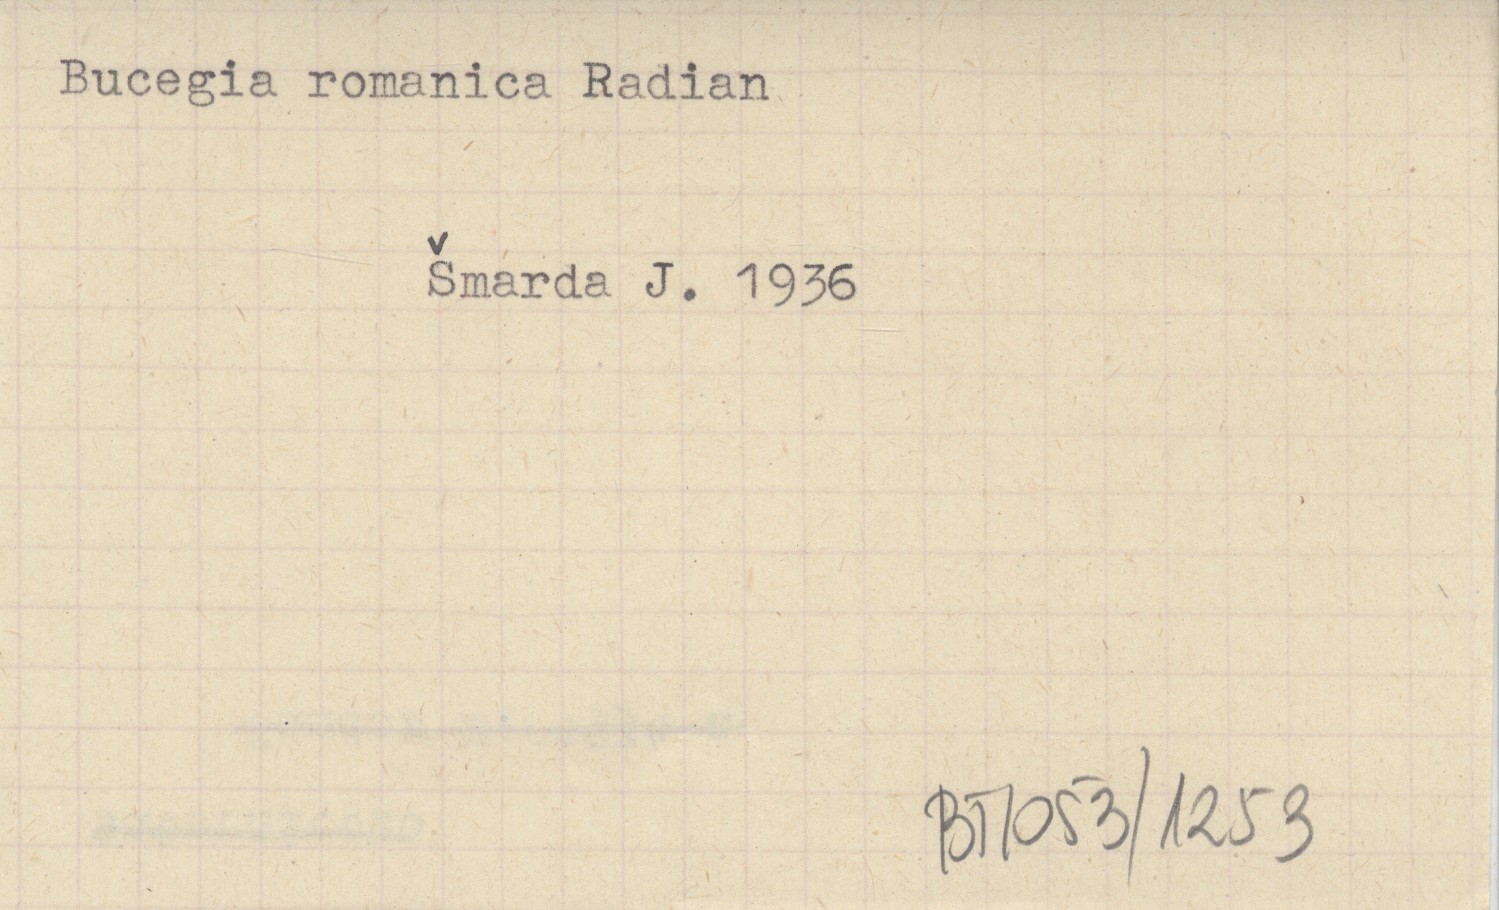 Bucegia romanica Radian
Šmarda J. 1936
BT/053/1253